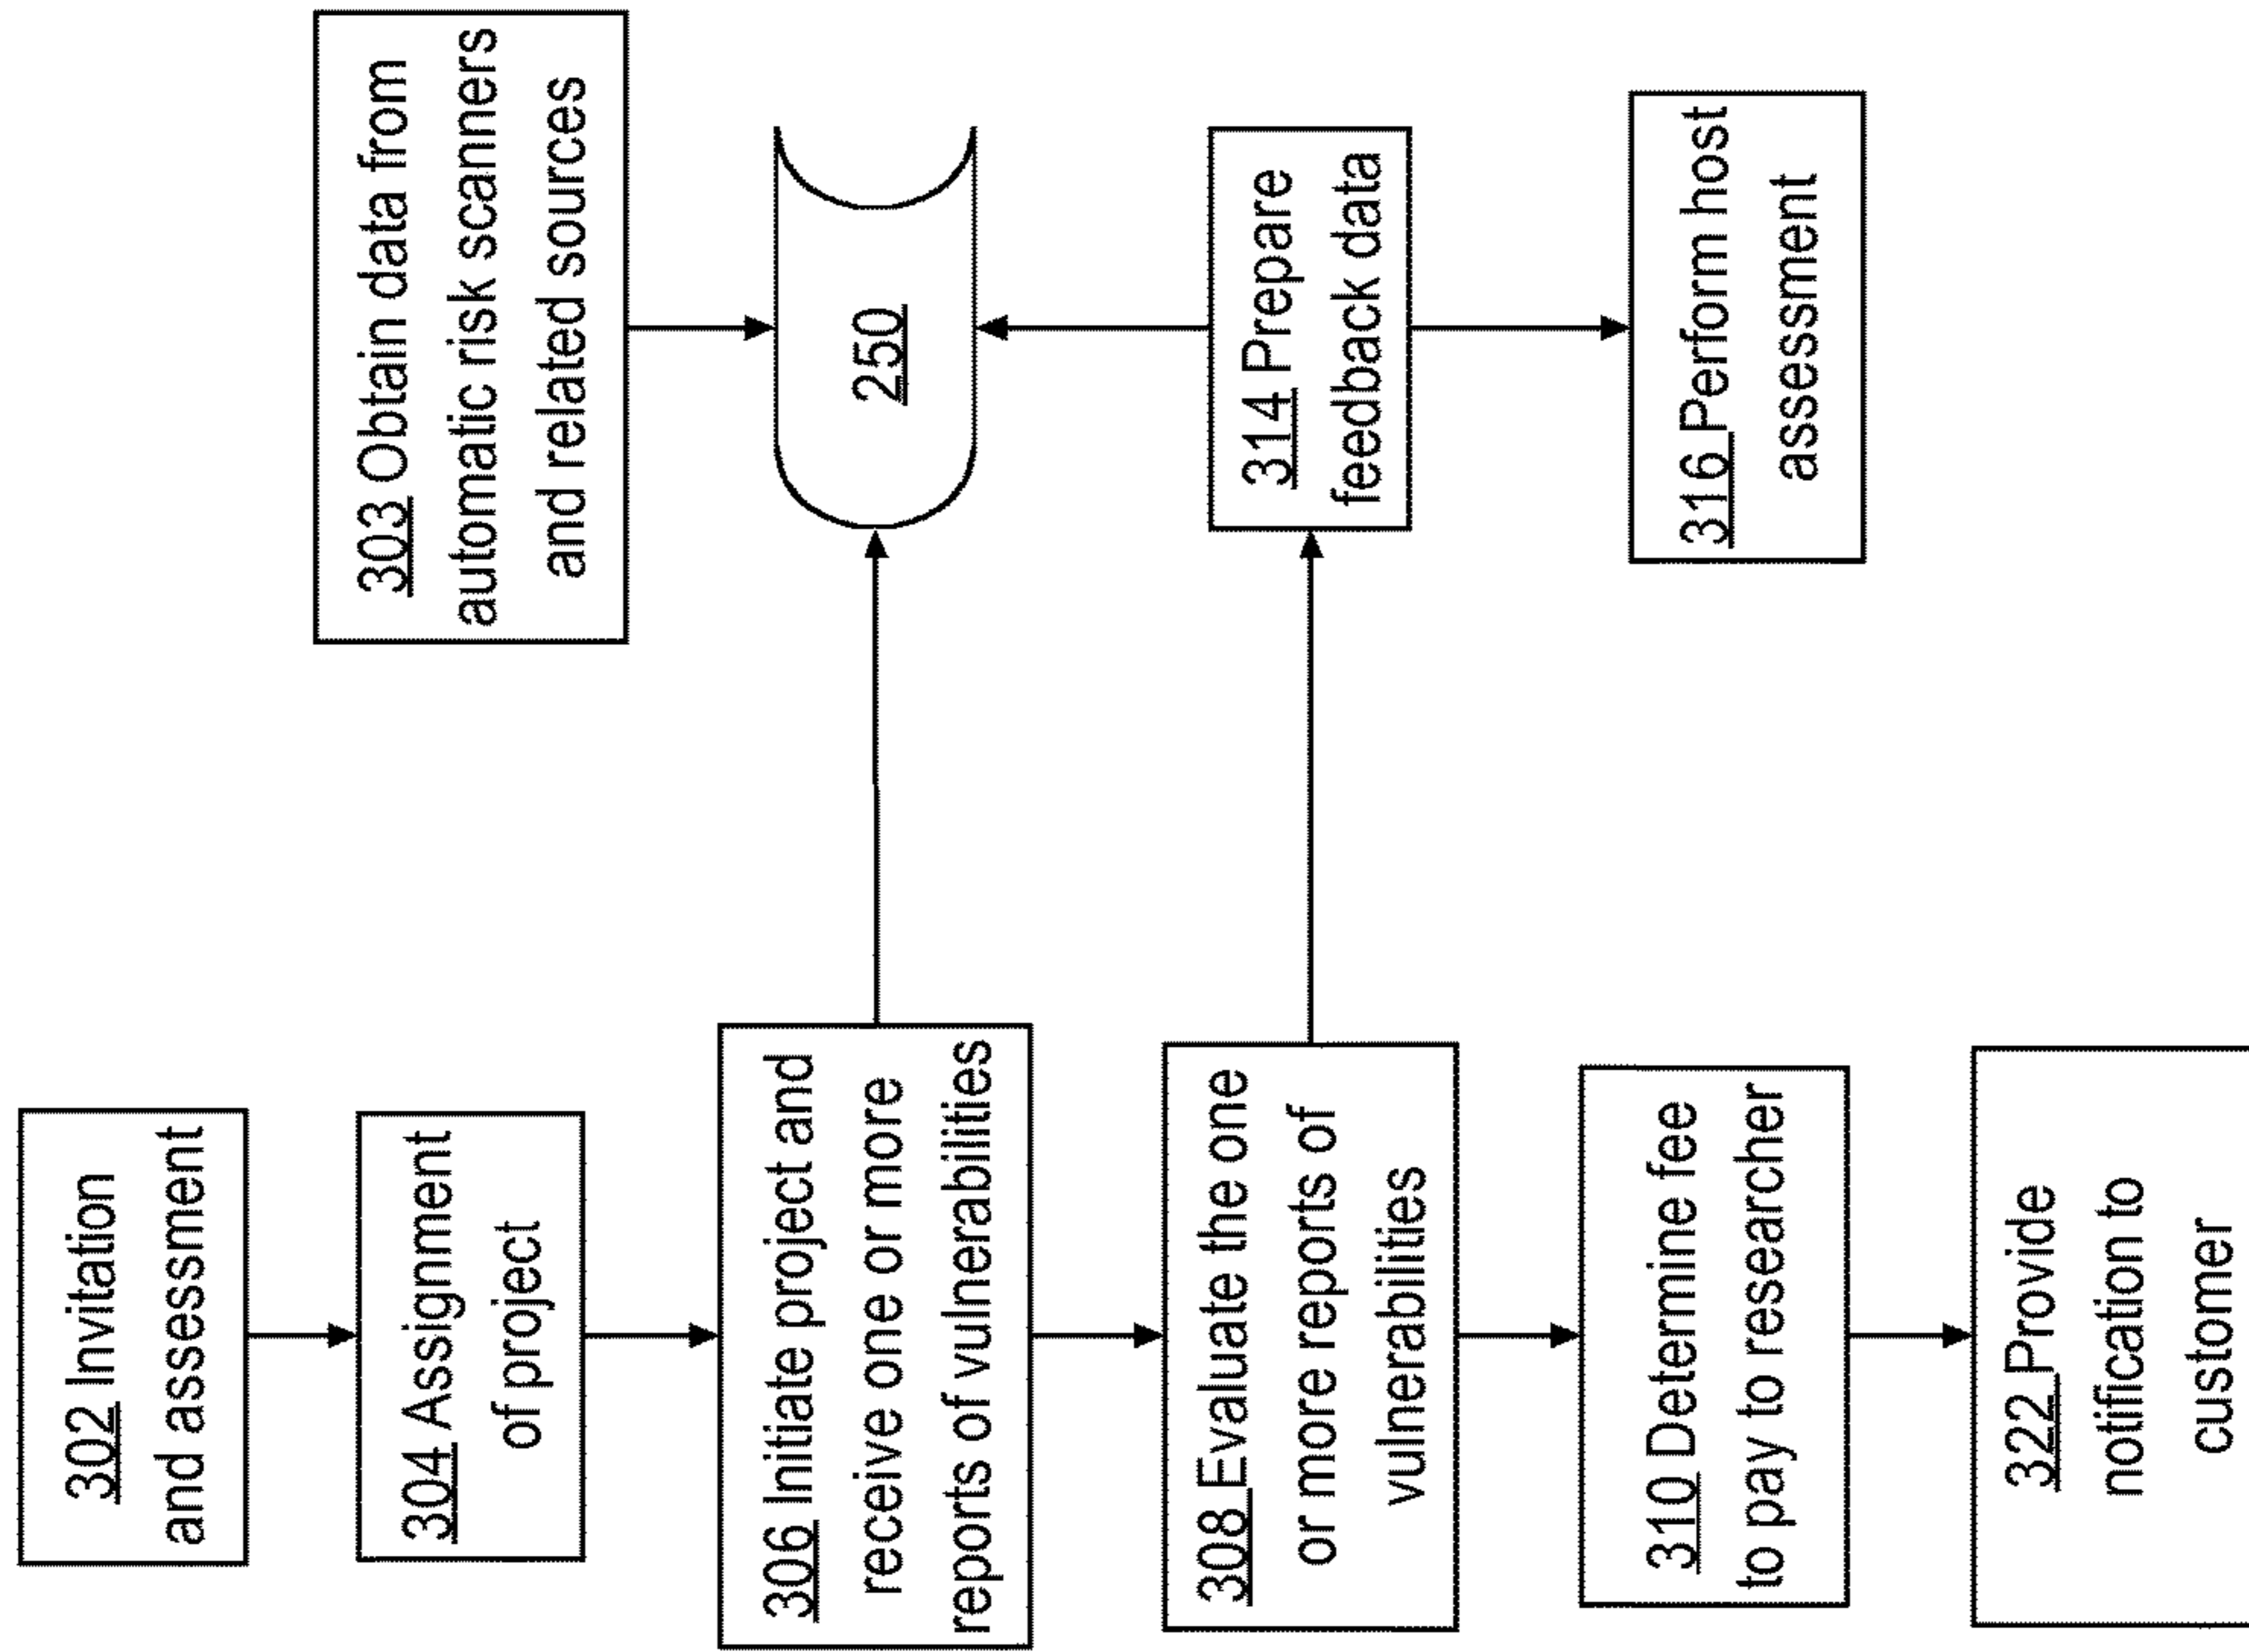 302 Invitation
and assessment
304 Assignment
of project
306 Initiate project and
receive one or more
reports of vulnerabilities
308 Evaluate the one
or more reports of
vulnerabilities
310 Determine fee
to pay to researcher
322 Provide
notification to
customer
303 Obtain data from
automatic risk scanners
and related sources
250
314 Prepare
feedback data
316 Perform host
assessment